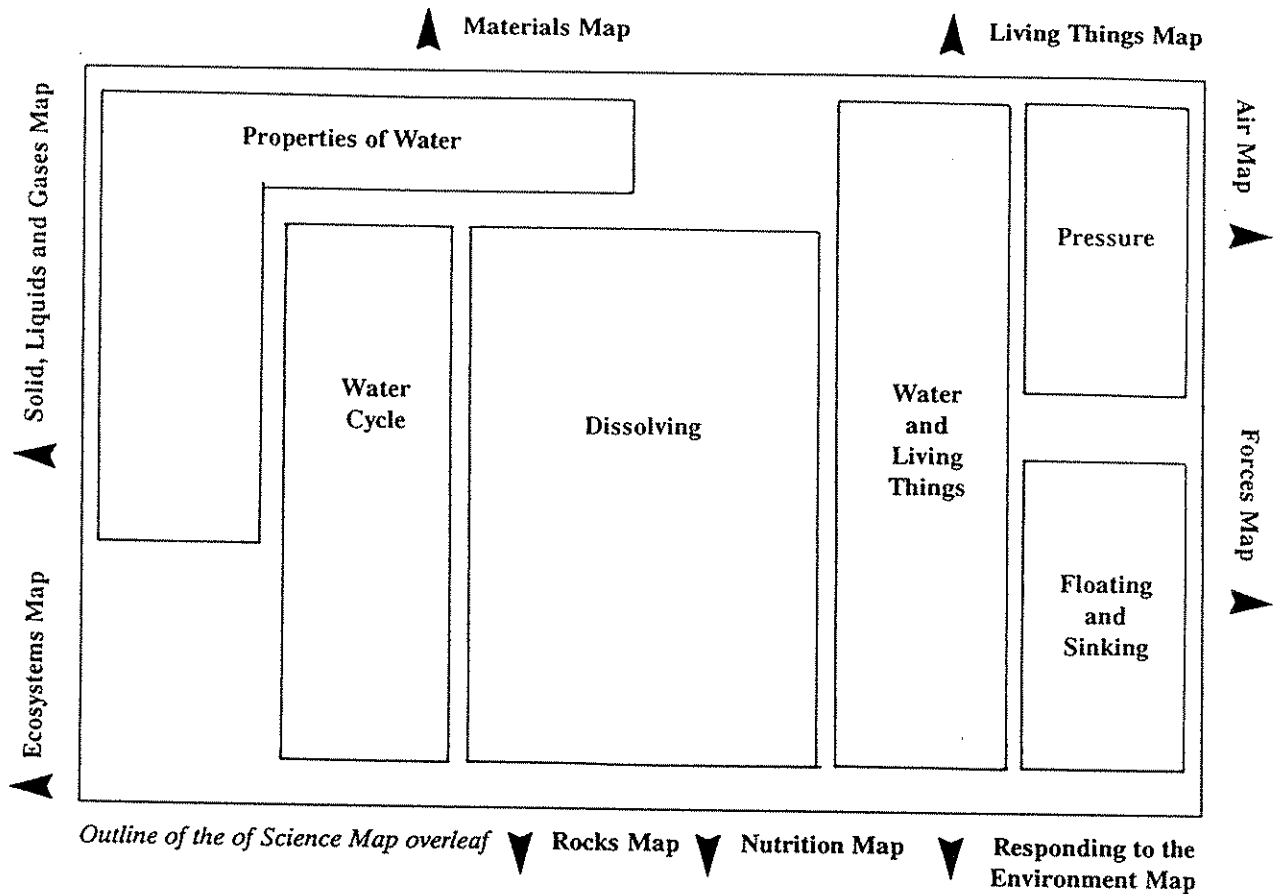 Materials Map
Living Things Map
Solid, Liquids and Gases Map
Ecosystems Map
Properties of Water
Water
Cycle
Dissolving
Water
and
Living
Things
Pressure
Floating
and
Sinking
Air Map
Forces Map
Outline of the of Science Map overleaf
Rocks Map
Nutrition Map
Responding to the
Environment Map